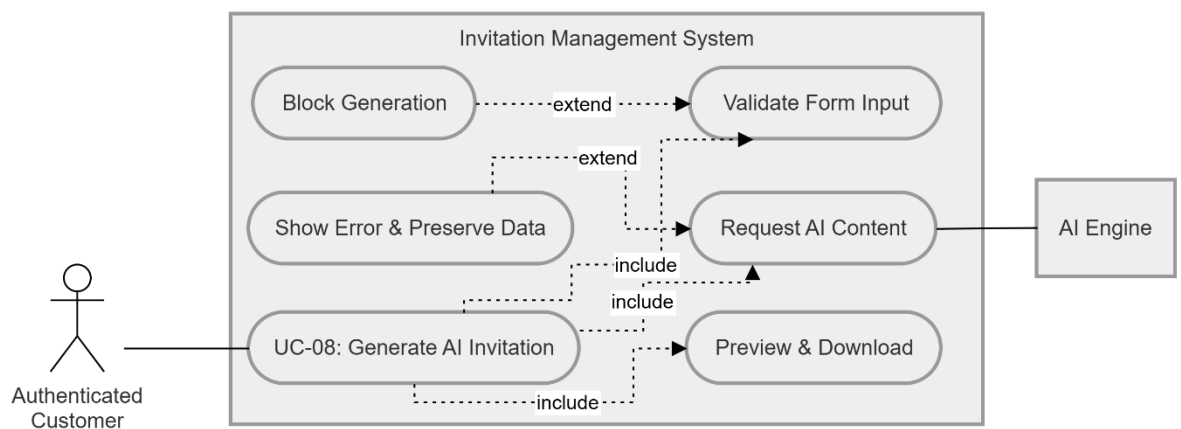 Invitation Management System
Block Generation
extend
Validate Form Input
extend
Show Error & Preserve Data
Request AI Content
AI Engine
include
include
UC-08: Generate AI Invitation
Preview & Download
include
Authenticated
Customer